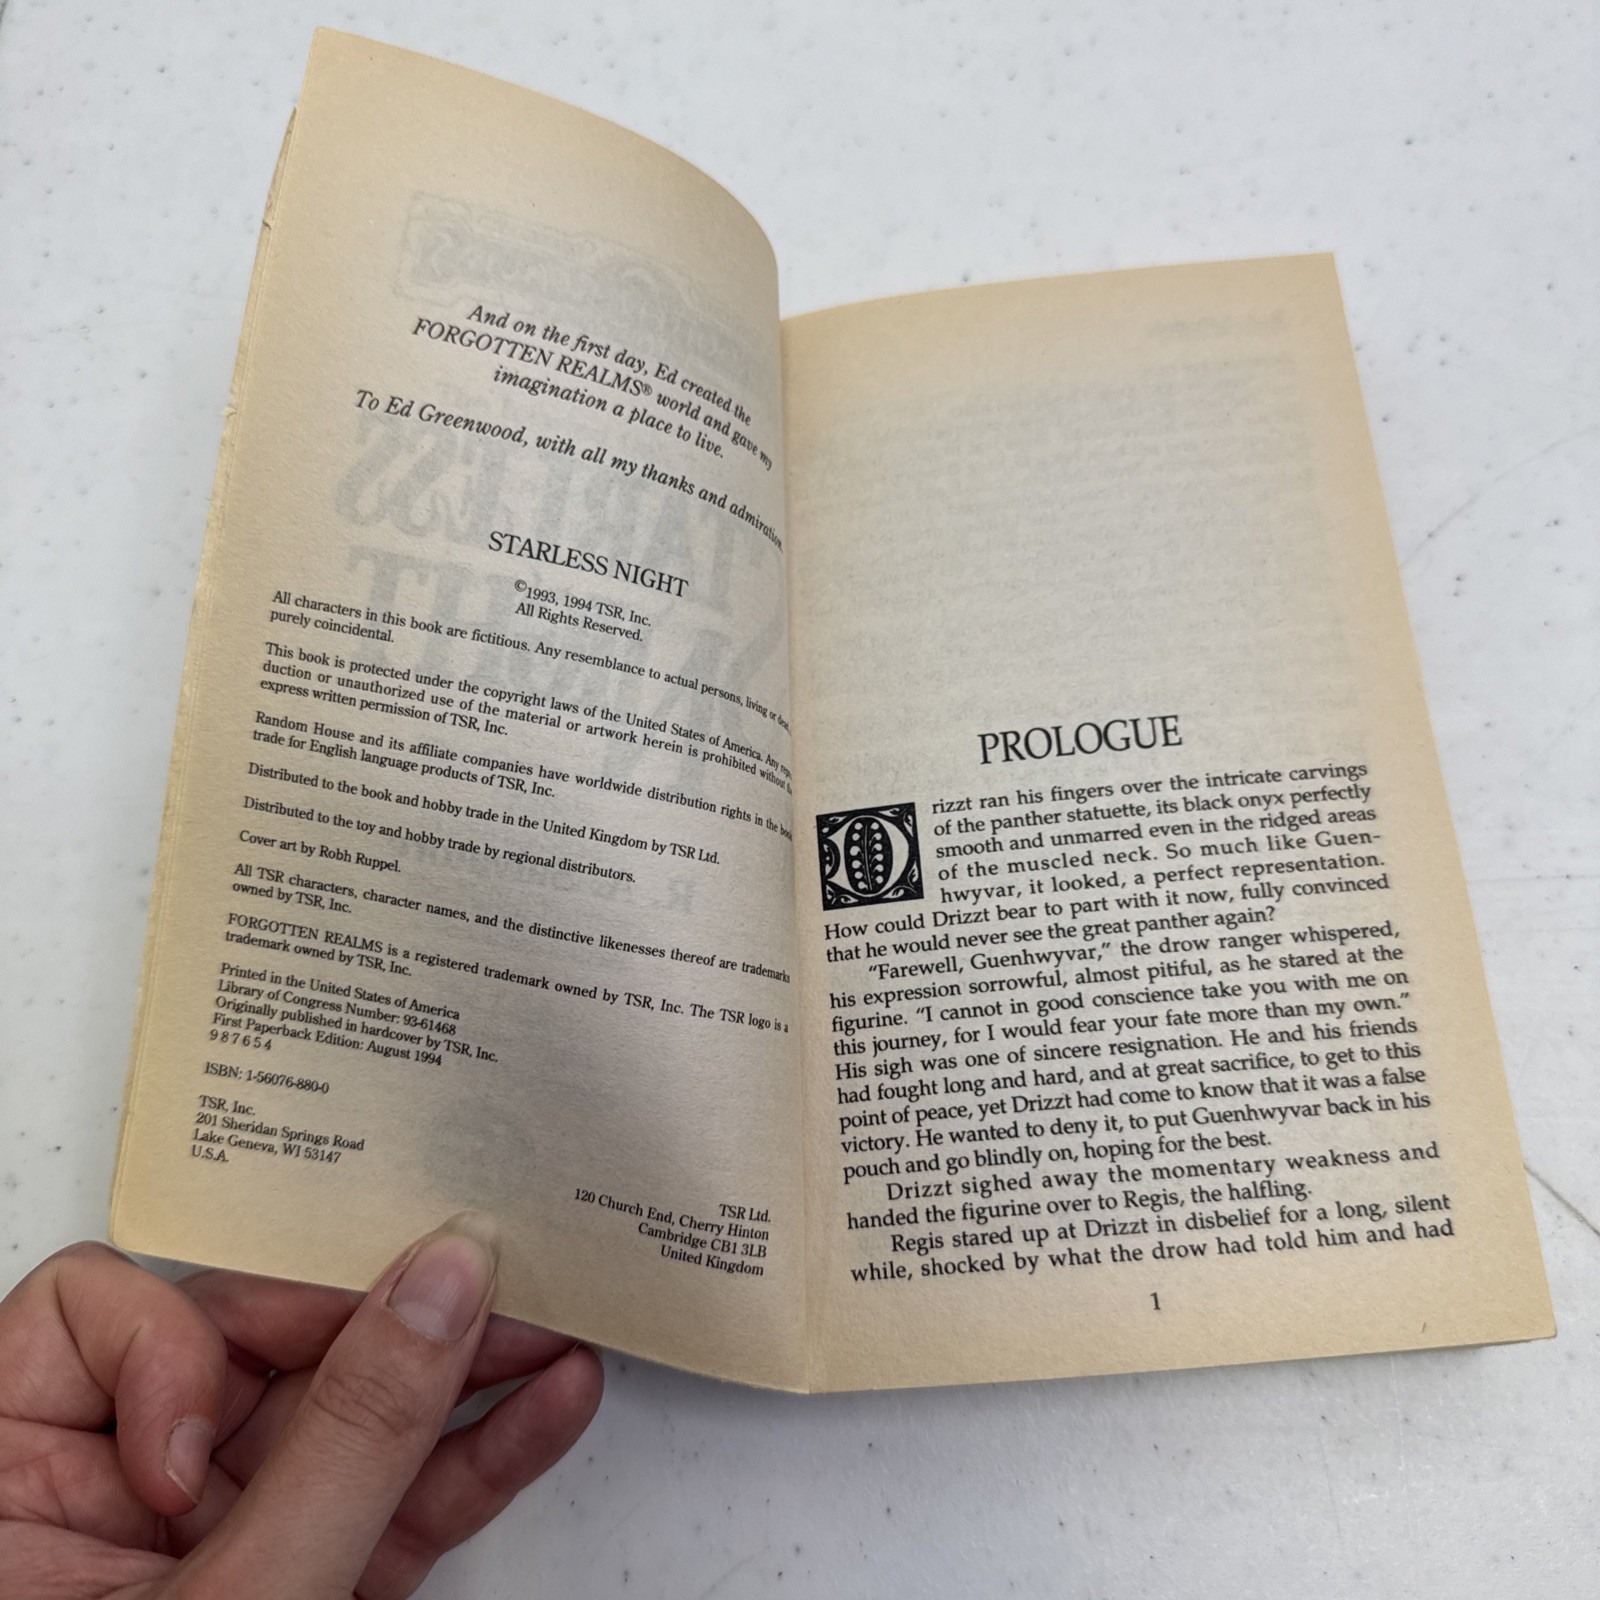 And on the first day, Ed created the
FORGOTTEN REALMS® world and gave my
imagination a place to live.
To Ed Greenwood, with all my thanks and admiration.
STARLESS NIGHT
©1993, 1994 TSR, Inc.
All Rights Reserved.
All characters in this book are fictitious. Any resemblance to actual persons, living or dead,
purely coincidental.
This book is protected under the copyright laws of the United States of America. Any repro
duction or unauthorized use of the material or artwork herein is prohibited without the
express written permission of TSR, Inc.
Random House and its affiliate companies have worldwide distribution rights in the book
trade for English language products of TSR, Inc.
Distributed to the book and hobby trade in the United Kingdom by TSR Ltd.
Distributed to the toy and hobby trade by regional distributors.
Cover art by Robh Ruppel.
All TSR characters, character names, and the distinctive likenesses thereof are trademarks
owned by TSR, Inc.
FORGOTTEN REALMS is a registered trademark owned by TSR, Inc. The TSR logo is a
trademark owned by TSR, Inc.
Printed in the United States of America
Library of Congress Number: 93-61468
Originally published in hardcover by TSR, Inc.
First Paperback Edition: August 1994
9 8 7 6 5 4
ISBN: 1-56076-880-0
TSR, Inc.
201 Sheridan Springs Road
Lake Geneva, WI 53147
U.S.A.
TSR Ltd.
120 Church End, Cherry Hinton
Cambridge CB1 3LB
United Kingdom
PROLOGUE
Drizzt ran his fingers over the intricate carvings
of the panther statuette, its black onyx perfectly
smooth and unmarred even in the ridged areas
of the muscled neck. So much like Guen-
hwyvar, it looked, a perfect representation.
How could Drizzt bear to part with it now, fully convinced
that he would never see the great panther again?
“Farewell, Guenhwyvar,” the drow ranger whispered,
his expression sorrowful, almost pitiful, as he stared at the
figurine. “I cannot in good conscience take you with me on
this journey, for I would fear your fate more than my own.”
His sigh was one of sincere resignation. He and his friends
had fought long and hard, and at great sacrifice, to get to this
point of peace, yet Drizzt had come to know that it was a false
victory. He wanted to deny it, to put Guenhwyvar back in his
pouch and go blindly on, hoping for the best.
Drizzt sighed away the momentary weakness and
handed the figurine over to Regis, the halfling.
Regis stared up at Drizzt in disbelief for a long, silent
while, shocked by what the drow had told him and had
1